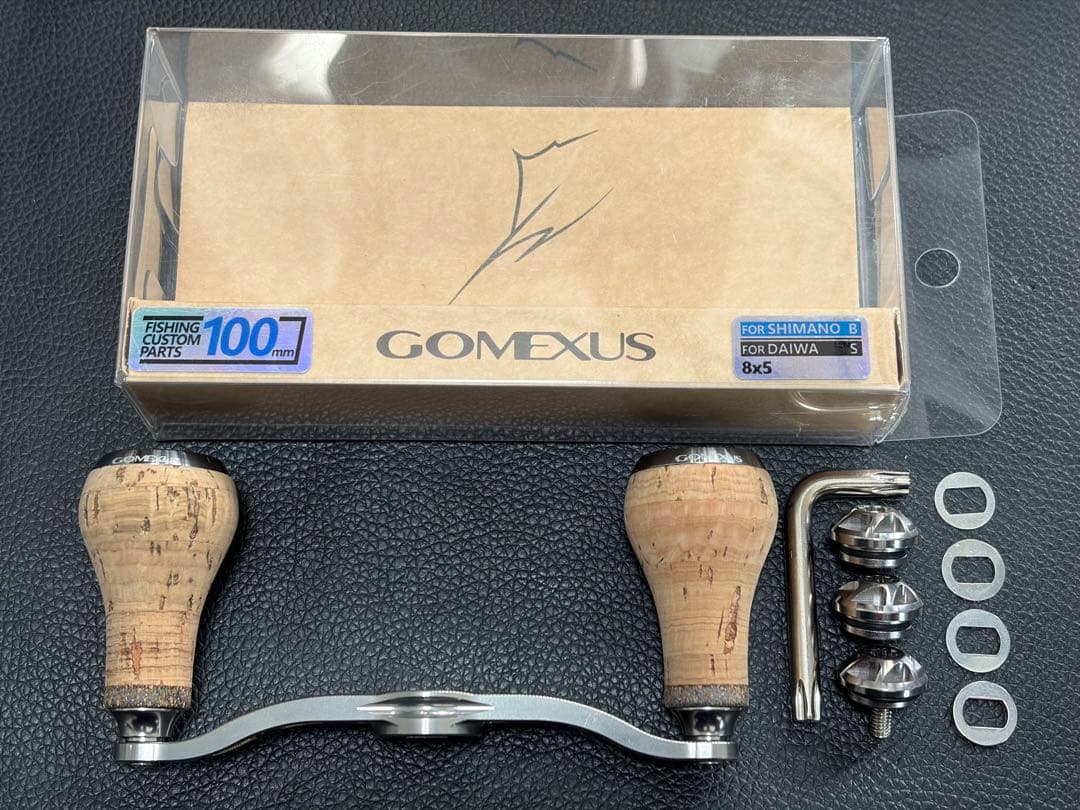 FISHING
CUSTOM
PARTS
100mm
GOMEXUS
FOR SHIMANO B
FOR DAIWA S
8x5
GOMEXUS
GOMEXUS